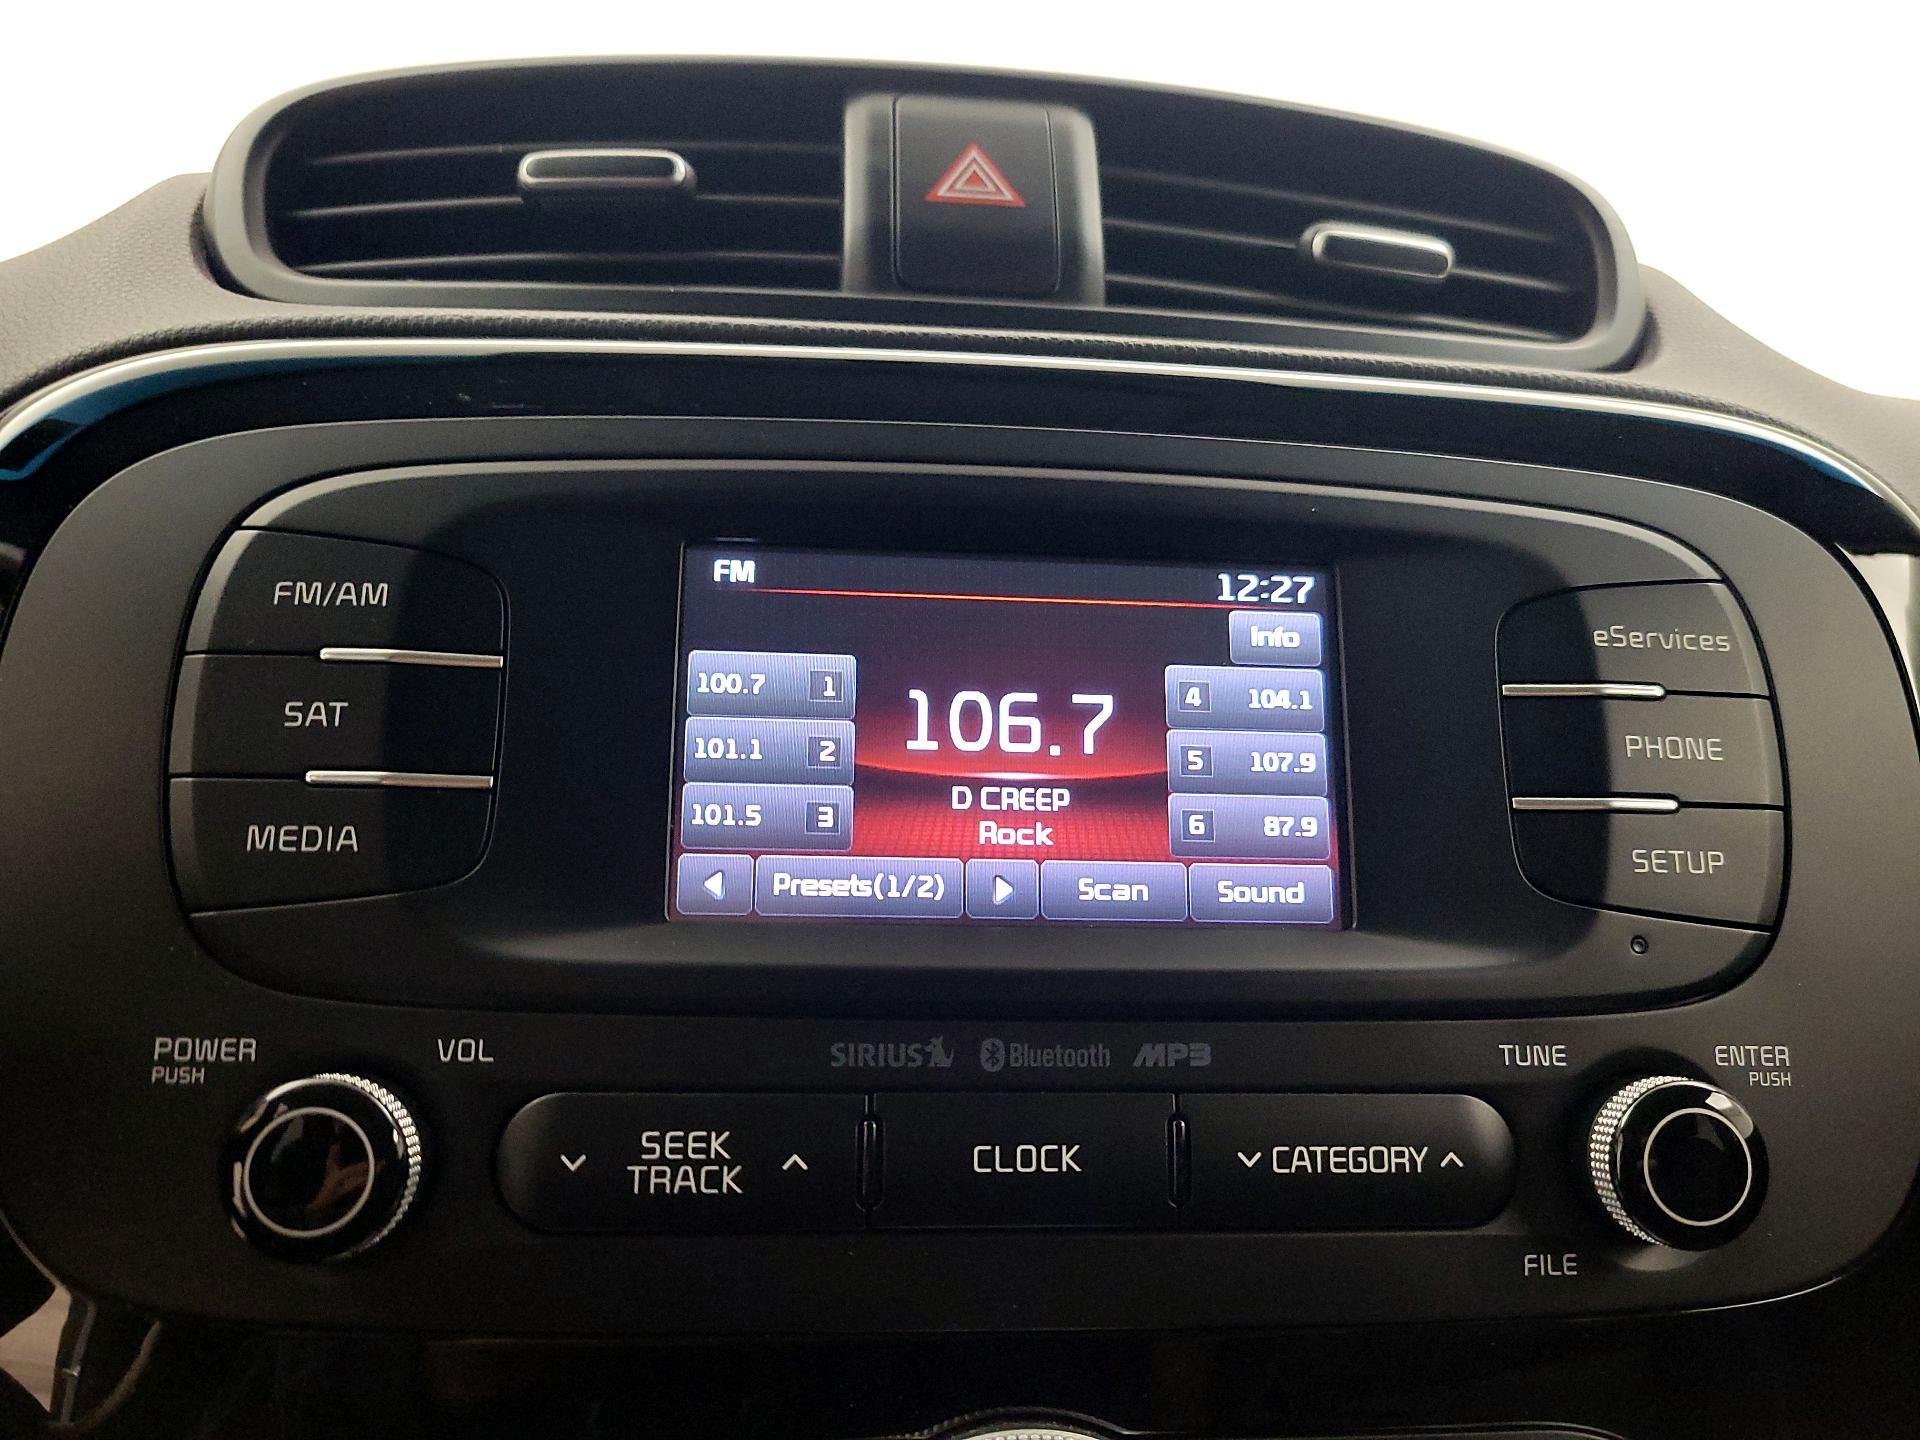 FM
12:27
Info
100.7 1
101.1 2
101.5 3
106.7
D CREEP
Rock
4 104.1
5 107.9
6 87.9
Presets(1/2)
Scan
Sound
FM/AM
SAT
MEDIA
eServices
PHONE
SETUP
POWER
PUSH
VOL
SIRIUS
Bluetooth
MP3
TUNE
ENTER
PUSH
SEEK
TRACK
CLOCK
CATEGORY
FILE